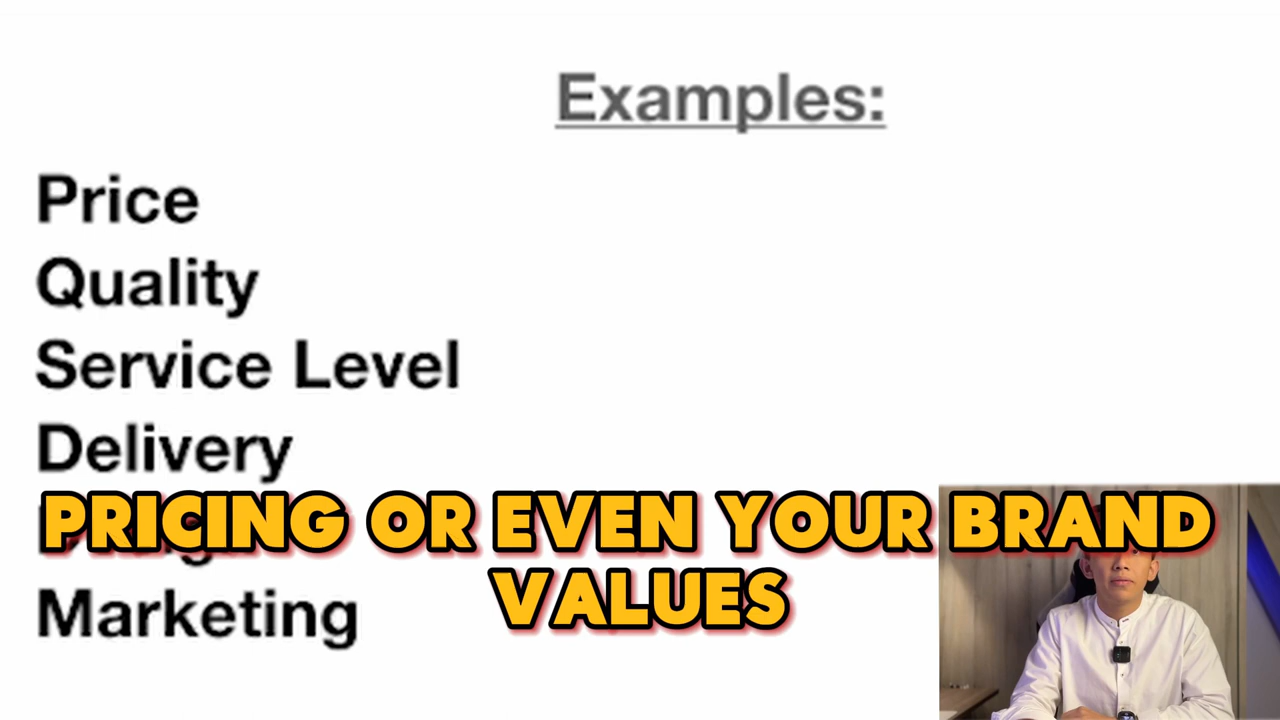 Examples:
Price
Quality
Service Level
Delivery
PRICING OR EVEN YOUR BRAND
VALUES
Marketing